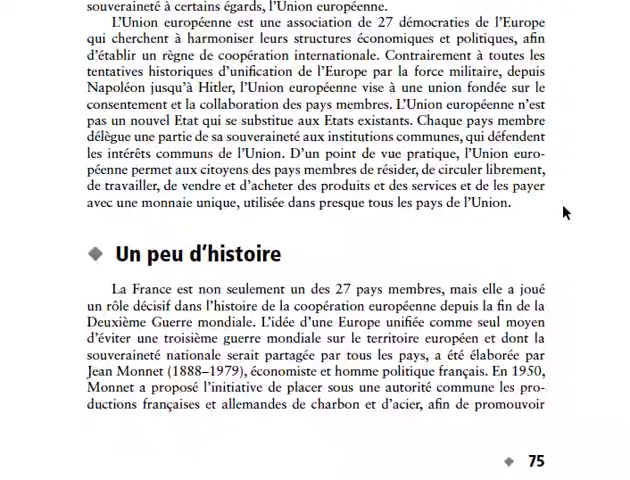 souveraineté à certains égards, l’Union européenne.
L’Union européenne est une association de 27 démocraties de l’Europe
qui cherchent à harmoniser leurs structures économiques et politiques, afin
d’établir un règne de coopération internationale. Contrairement à toutes les
tentatives historiques d’unification de l’Europe par la force militaire, depuis
Napoléon jusqu’à Hitler, l’Union européenne vise à une union fondée sur le
consentement et la collaboration des pays membres. L’Union européenne n’est
pas un nouvel Etat qui se substitue aux Etats existants. Chaque pays membre
délègue une partie de sa souveraineté aux institutions communes, qui défendent
les intérêts communs de l’Union. D’un point de vue pratique, l’Union euro-
péenne permet aux citoyens des pays membres de résider, de circuler librement,
de travailler, de vendre et d’acheter des produits et des services et de les payer
avec une monnaie unique, utilisée dans presque tous les pays de l’Union.
Un peu d’histoire
La France est non seulement un des 27 pays membres, mais elle a joué
un rôle décisif dans l’histoire de la coopération européenne depuis la fin de la
Deuxième Guerre mondiale. L’idée d’une Europe unifiée comme seul moyen
d’éviter une troisième guerre mondiale sur le territoire européen et dont la
souveraineté nationale serait partagée par tous les pays, a été élaborée par
Jean Monnet (1888–1979), économiste et homme politique français. En 1950,
Monnet a proposé l’initiative de placer sous une autorité commune les pro-
ductions françaises et allemandes de charbon et d’acier, afin de promouvoir
75